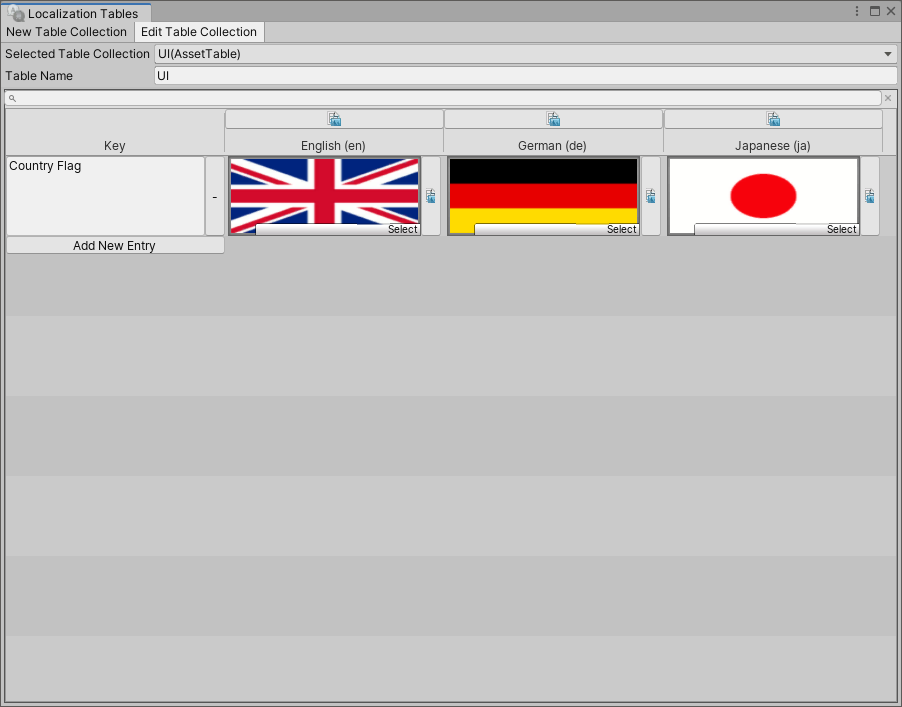 Localization Tables
New Table Collection Edit Table Collection
Selected Table Collection UI(AssetTable)
Table Name UI
Key English (en) German (de) Japanese (ja)
Country Flag - Select Select Select
Add New Entry